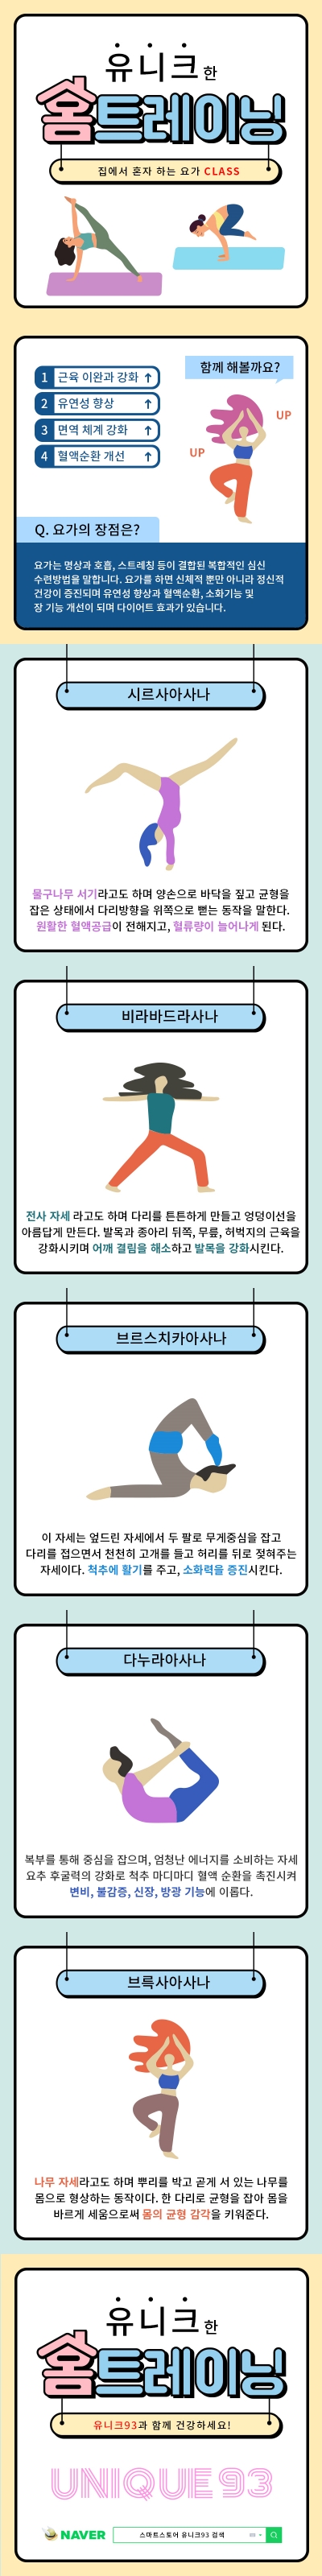 유니크한
홈트레이닝
집에서 혼자 하는 요가 CLASS
1 근육 이완과 강화 ↑
2 유연성 향상 ↑
3 면역 체계 강화 ↑
4 혈액순환 개선 ↑
함께 해볼까요?
UP
UP
Q. 요가의 장점은?
요가는 명상과 호흡, 스트레칭 등이 결합된 복합적인 심신
수련방법을 말합니다. 요가를 하면 신체적 뿐만 아니라 정신적
건강이 증진되며 유연성 향상과 혈액순환, 소화기능 및
장 기능 개선이 되며 다이어트 효과가 있습니다.
시르사아사나
물구나무 서기라고도 하며 양손으로 바닥을 짚고 균형을
잡은 상태에서 다리방향을 위쪽으로 뻗는 동작을 말한다.
원활한 혈액공급이 전해지고, 혈류량이 늘어나게 된다.
비라바드라사나
전사 자세 라고도 하며 다리를 튼튼하게 만들고 엉덩이선을
아름답게 만든다. 발목과 종아리 뒤쪽, 무릎, 허벅지의 근육을
강화시키며 어깨 결림을 해소하고 발목을 강화시킨다.
브르스치카아사나
이 자세는 엎드린 자세에서 두 팔로 무게중심을 잡고
다리를 접으면서 천천히 고개를 들고 허리를 뒤로 젖혀주는
자세이다. 척추에 활기를 주고, 소화력을 증진시킨다.
다누라아사나
복부를 통해 중심을 잡으며, 엄청난 에너지를 소비하는 자세
요추 후굴력의 강화로 척추 마디마디 혈액 순환을 촉진시켜
변비, 불감증, 신장, 방광 기능에 이롭다.
브륵사아사나
나무 자세라고도 하며 뿌리를 박고 곧게 서 있는 나무를
몸으로 형상하는 동작이다. 한 다리로 균형을 잡아 몸을
바르게 세움으로써 몸의 균형 감각을 키워준다.
유니크한
홈트레이닝
유니크93과 함께 건강하세요!
UNIQUE 93
NAVER 스마트스토어 유니크93 검색